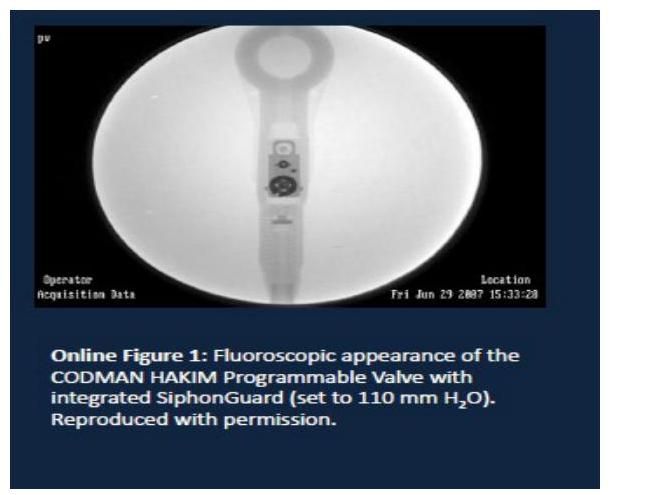 pv
Operator
Location
Acquisition Data
Fri Jun 29 2007 15:33:28
Online Figure 1: Fluoroscopic appearance of the
CODMAN HAKIM Programmable Valve with
integrated SiphonGuard (set to 110 mm H₂O).
Reproduced with permission.